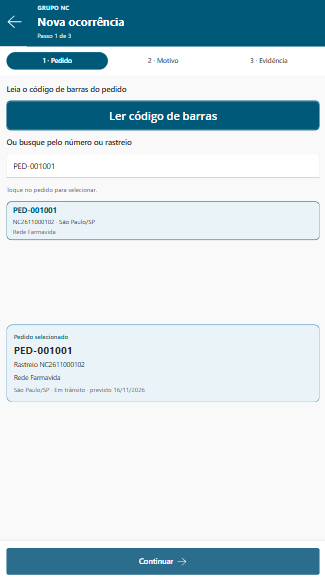 GRUPO NC
Nova ocorrência
Passo 1 de 3
1 · Pedido
2 · Motivo
3 · Evidência
Leia o código de barras do pedido
Ler código de barras
Ou busque pelo número ou rastreio
PED-001001
Toque no pedido para selecionar.
PED-001001
NC2611000102 · São Paulo/SP
Rede Farmavida
Pedido selecionado
PED-001001
Rastreio NC2611000102
Rede Farmavida
São Paulo/SP · Em trânsito · previsão 16/11/2026
Continuar →